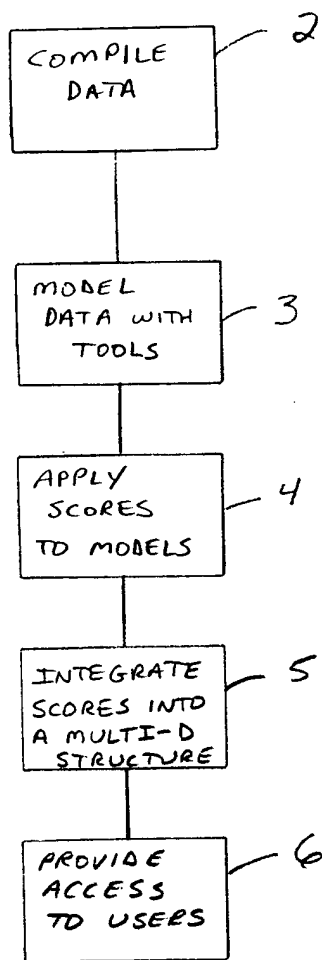 COMPILE
DATA
2
MODEL
DATA WITH
TOOLS
3
APPLY
SCORES
TO MODELS
4
INTEGRATE
SCORES INTO
A MULTI-D
STRUCTURE
5
PROVIDE
ACCESS
TO USERS
6